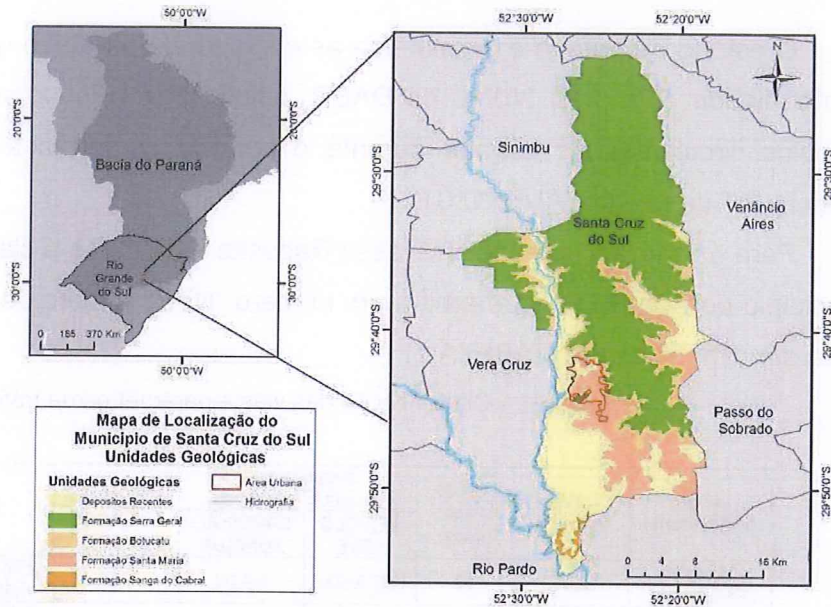 50°0'0"W
20°0'0"S
20°0'0"S
Bacia do Paraná
Rio
Grande
do Sul
30°0'0"S
30°0'0"S
0 185 370 Km
50°0'0"W
52°30'0"W
52°20'0"W
N
29°30'0"S
29°30'0"S
Sinimbu
Venâncio
Aires
Santa Cruz
do Sul
29°40'0"S
29°40'0"S
Vera Cruz
Passo do
Sobrado
29°50'0"S
29°50'0"S
Rio Pardo
0 4 8 16 Km
52°30'0"W
52°20'0"W
Mapa de Localização do
Municipio de Santa Cruz do Sul
Unidades Geológicas
Unidades Geológicas
Depositos Recentes
Formação Serra Geral
Formação Botucatu
Formação Santa Maria
Formação Sanga do Cabral
Area Urbana
Hidrografia